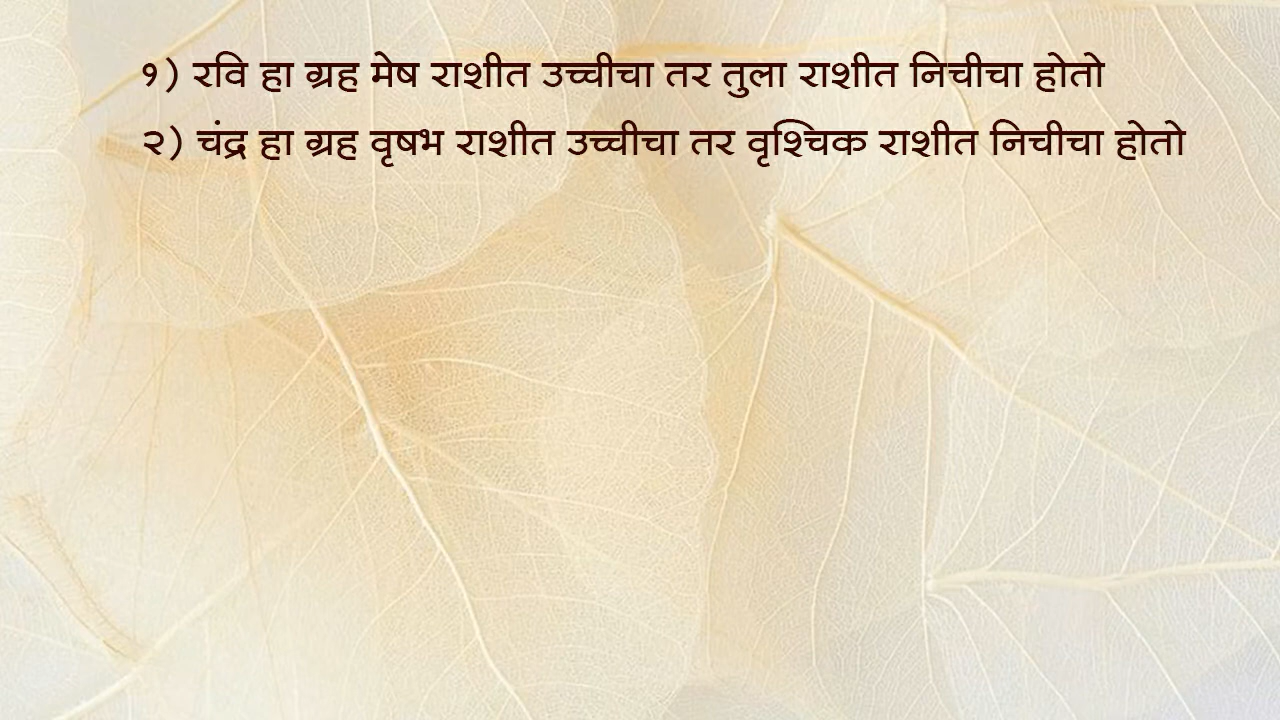 १) रवि हा ग्रह मेष राशीत उच्चीचा तर तुला राशीत निचीचा होतो
२) चंद्र हा ग्रह वृषभ राशीत उच्चीचा तर वृश्चिक राशीत निचीचा होतो